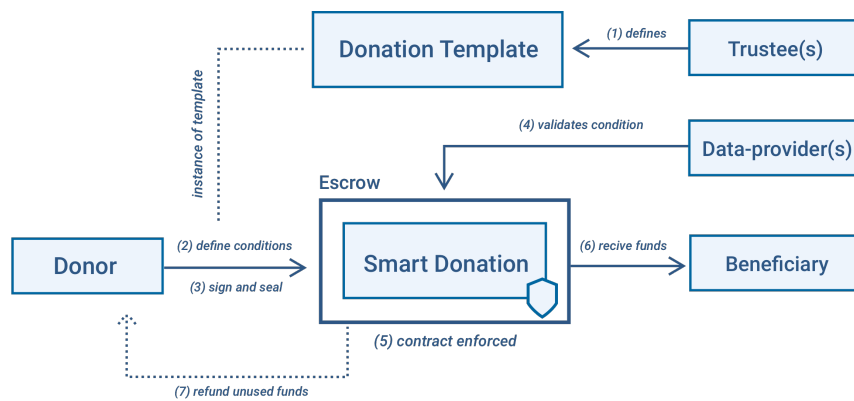 Donation Template
(1) defines
Trustee(s)
instance of template
(4) validates condition
Data-provider(s)
Escrow
Donor
(2) define conditions
(3) sign and seal
Smart Donation
(6) recive funds
Beneficiary
(5) contract enforced
(7) refund unused funds